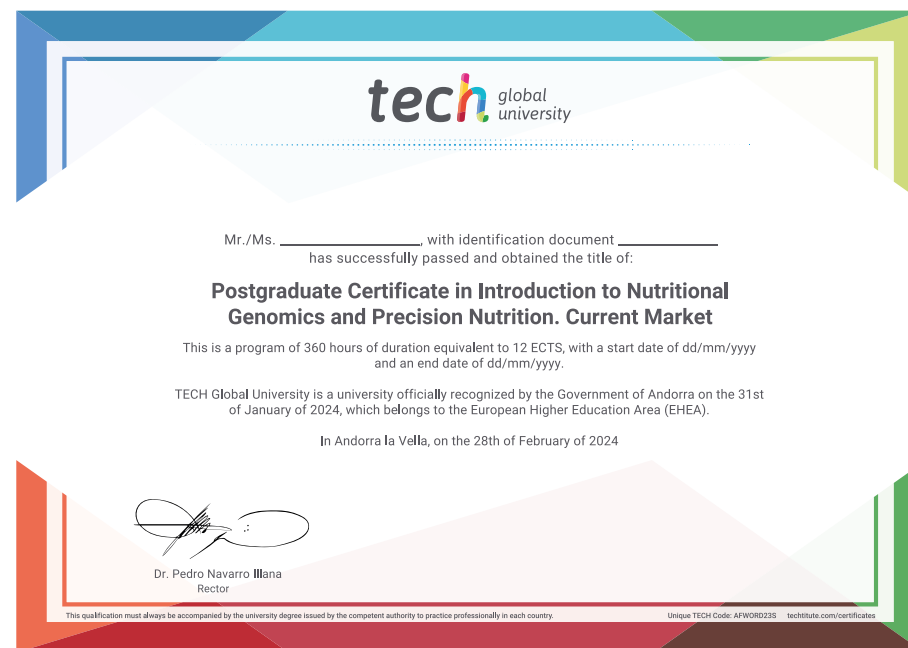 tech global university
Mr./Ms. ____________________, with identification document ______________
has successfully passed and obtained the title of:
Postgraduate Certificate in Introduction to Nutritional
Genomics and Precision Nutrition. Current Market
This is a program of 360 hours of duration equivalent to 12 ECTS, with a start date of dd/mm/yyyy
and an end date of dd/mm/yyyy.
TECH Global University is a university officially recognized by the Government of Andorra on the 31st
of January of 2024, which belongs to the European Higher Education Area (EHEA).
In Andorra la Vella, on the 28th of February of 2024
Dr. Pedro Navarro Illana
Rector
This qualification must always be accompanied by the university degree issued by the competent authority to practice professionally in each country.
Unique TECH Code: AFWORD23S techtitute.com/certificates